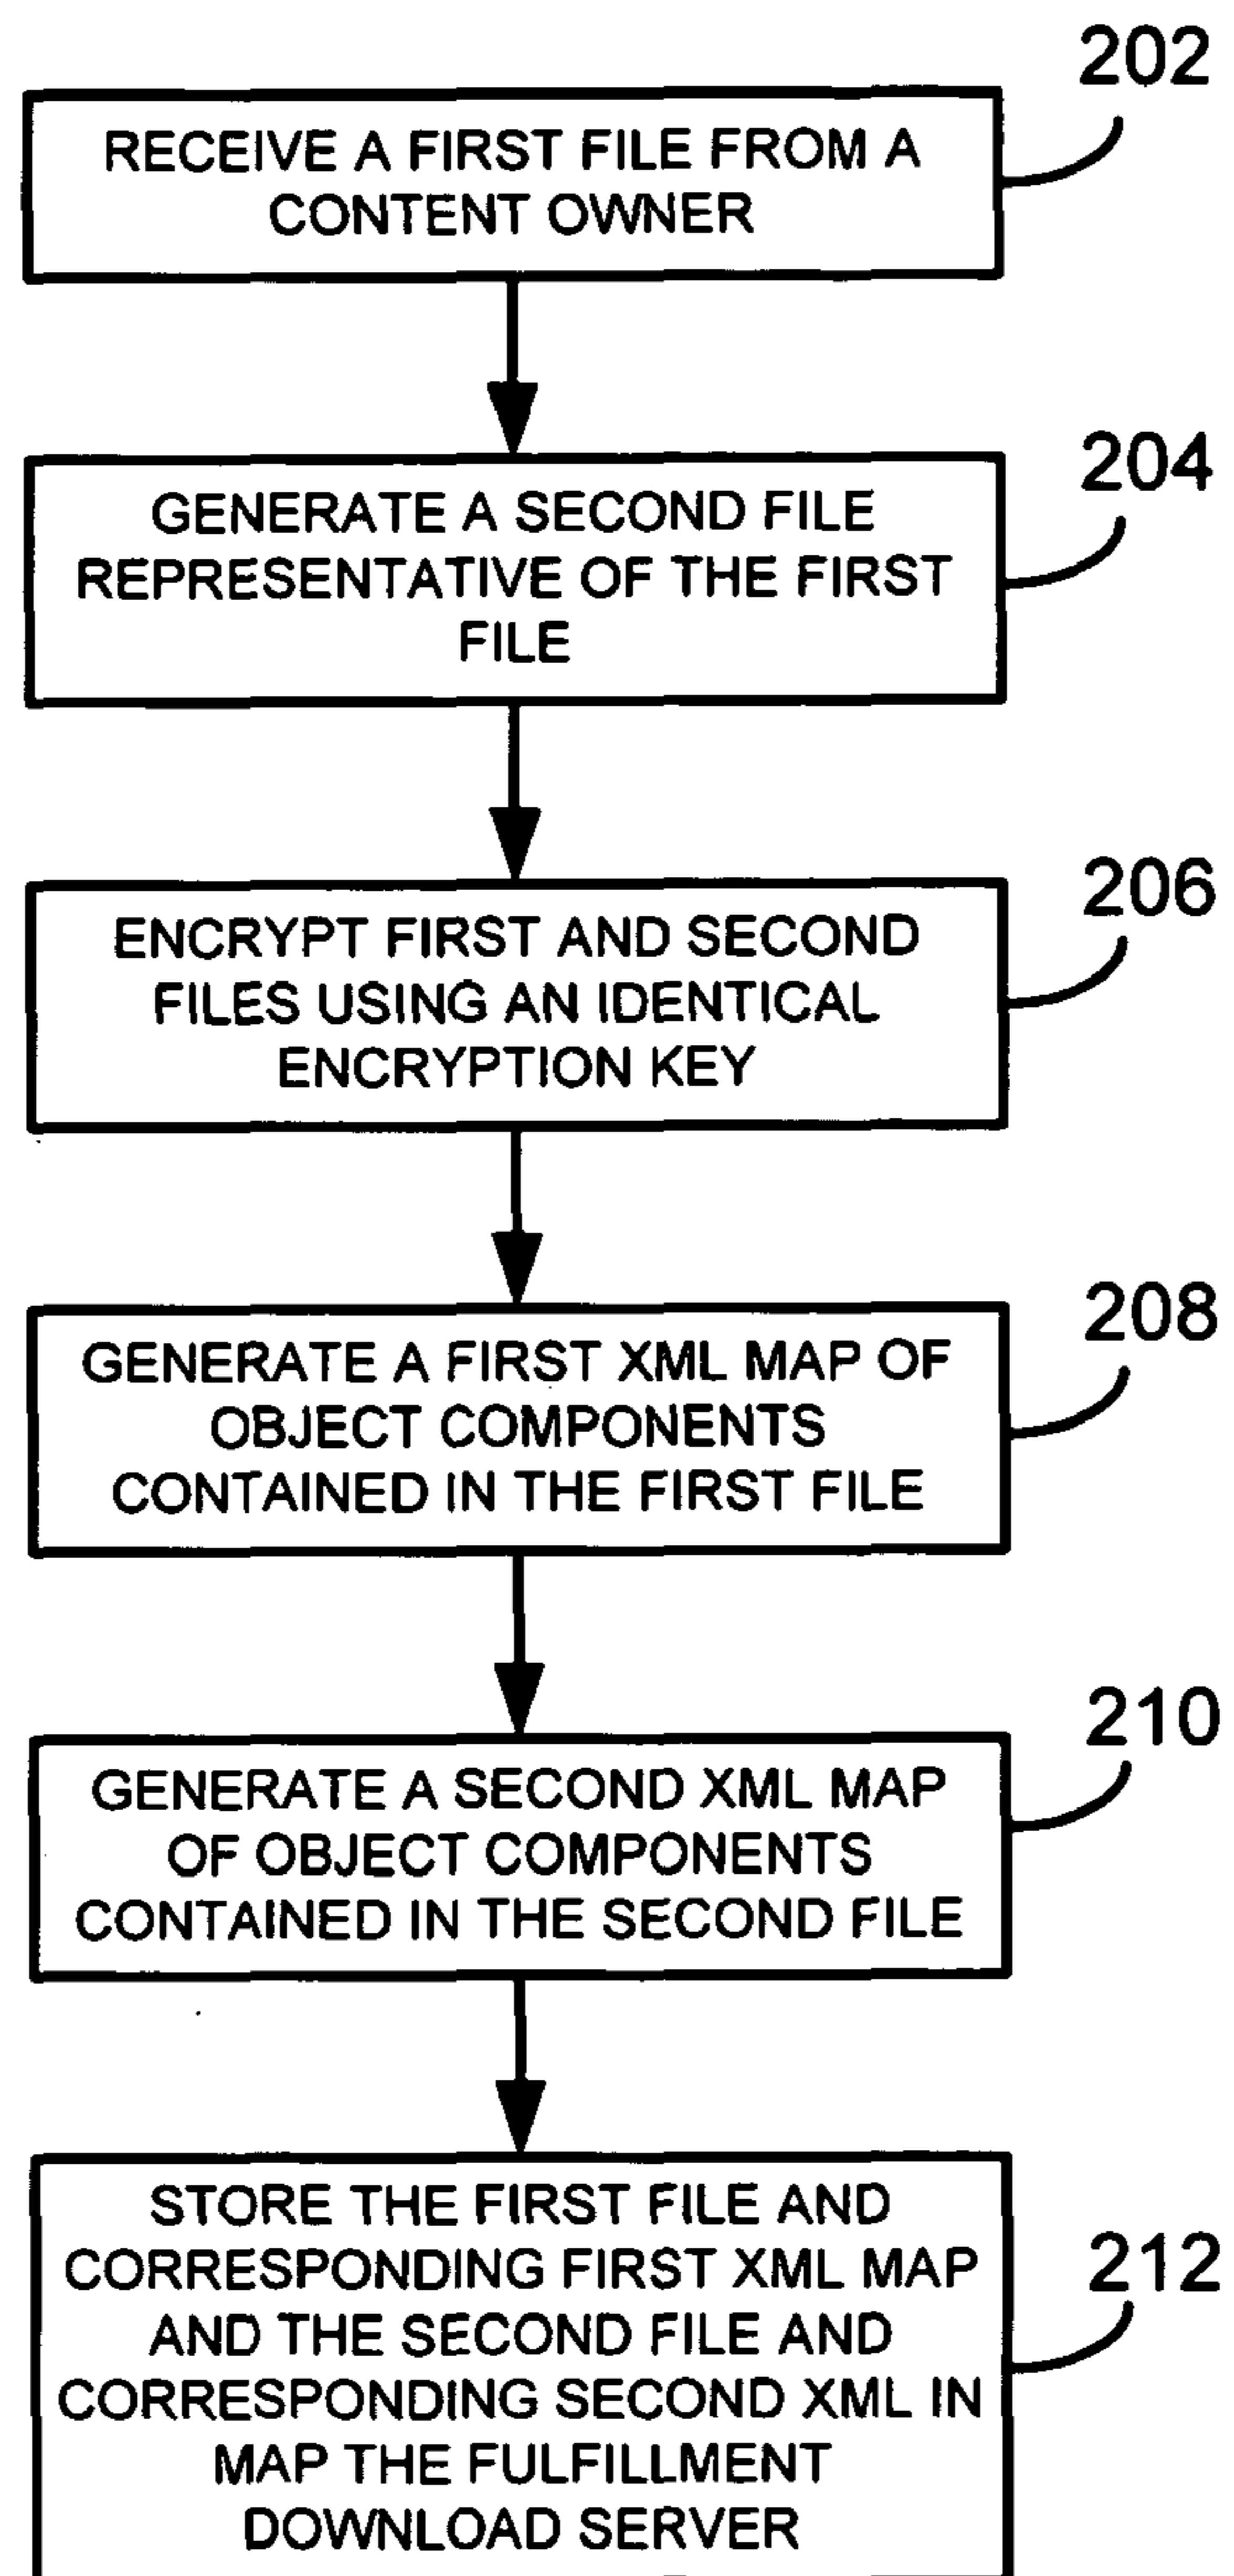 202
RECEIVE A FIRST FILE FROM A
CONTENT OWNER
204
GENERATE A SECOND FILE
REPRESENTATIVE OF THE FIRST
FILE
206
ENCRYPT FIRST AND SECOND
FILES USING AN IDENTICAL
ENCRYPTION KEY
208
GENERATE A FIRST XML MAP OF
OBJECT COMPONENTS
CONTAINED IN THE FIRST FILE
210
GENERATE A SECOND XML MAP
OF OBJECT COMPONENTS
CONTAINED IN THE SECOND FILE
212
STORE THE FIRST FILE AND
CORRESPONDING FIRST XML MAP
AND THE SECOND FILE AND
CORRESPONDING SECOND XML IN
MAP THE FULFILLMENT
DOWNLOAD SERVER